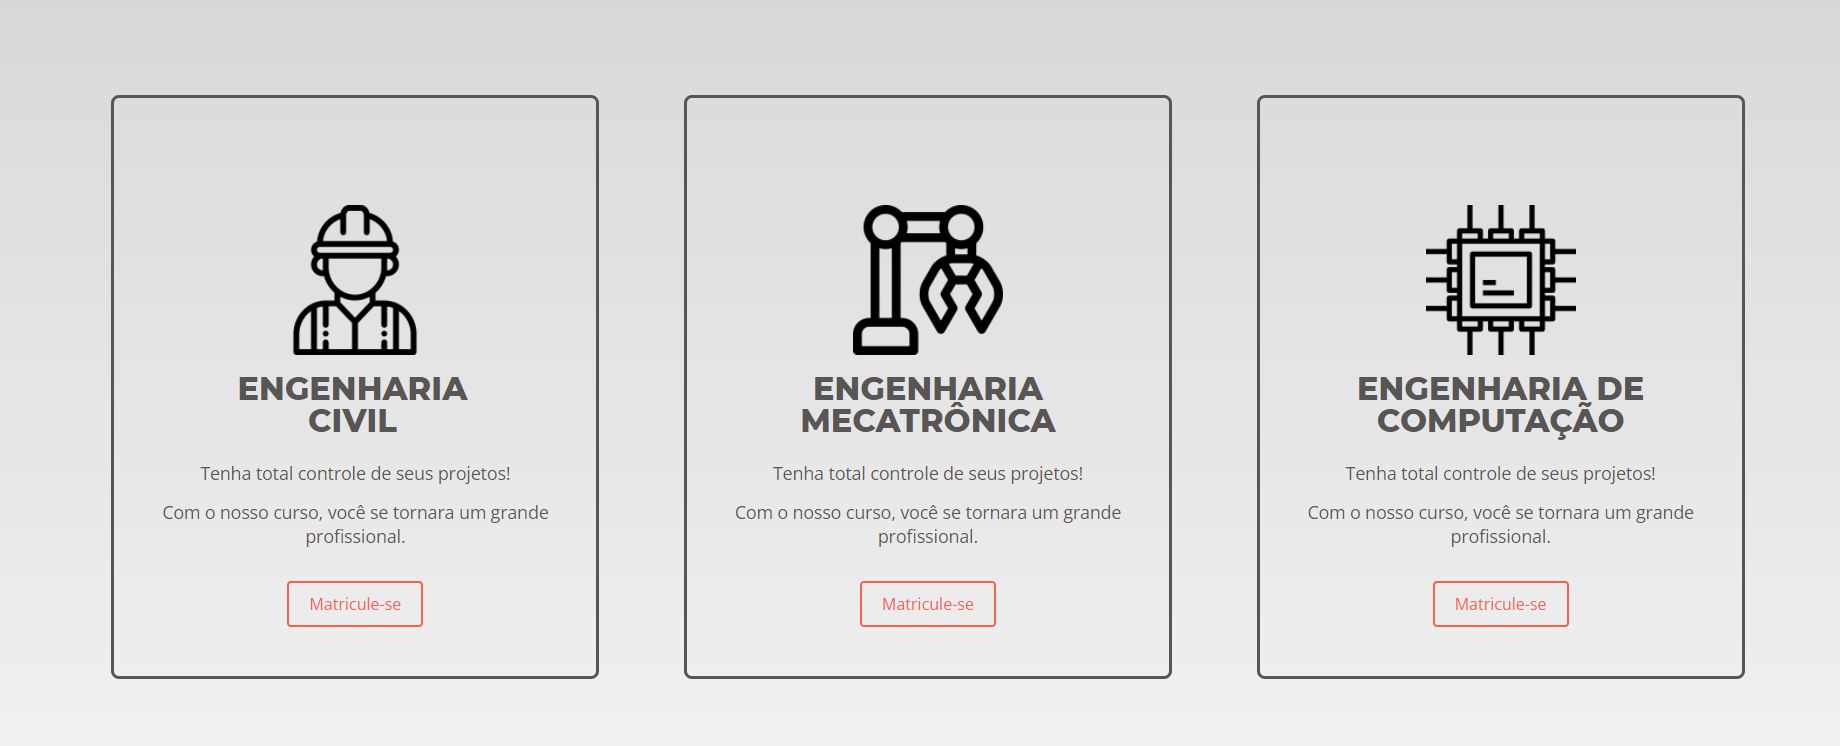 ENGENHARIA
CIVIL
Tenha total controle de seus projetos!
Com o nosso curso, você se tornara um grande
profissional.
Matricule-se
ENGENHARIA
MECATRÔNICA
Tenha total controle de seus projetos!
Com o nosso curso, você se tornara um grande
profissional.
Matricule-se
ENGENHARIA DE
COMPUTAÇÃO
Tenha total controle de seus projetos!
Com o nosso curso, você se tornara um grande
profissional.
Matricule-se